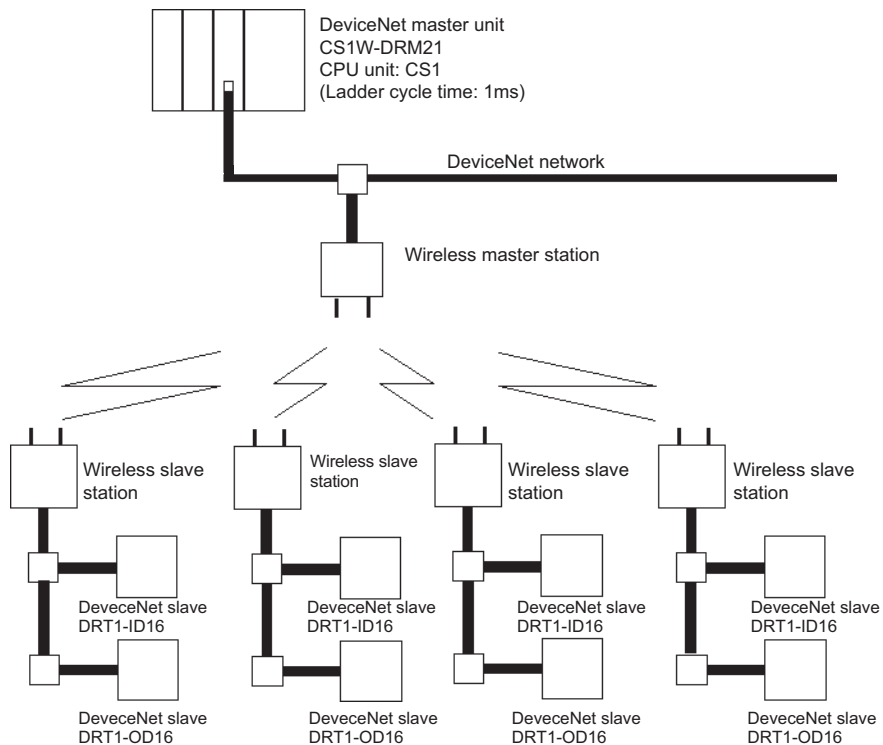 DeviceNet master unit
CS1W-DRM21
CPU unit: CS1
(Ladder cycle time: 1ms)
DeviceNet network
Wireless master station
Wireless slave
station
Wireless slave
station
Wireless slave
station
Wireless slave
station
DeveceNet slave
DRT1-ID16
DeveceNet slave
DRT1-ID16
DeveceNet slave
DRT1-ID16
DeveceNet slave
DRT1-ID16
DeveceNet slave
DRT1-OD16
DeveceNet slave
DRT1-OD16
DeveceNet slave
DRT1-OD16
DeveceNet slave
DRT1-OD16